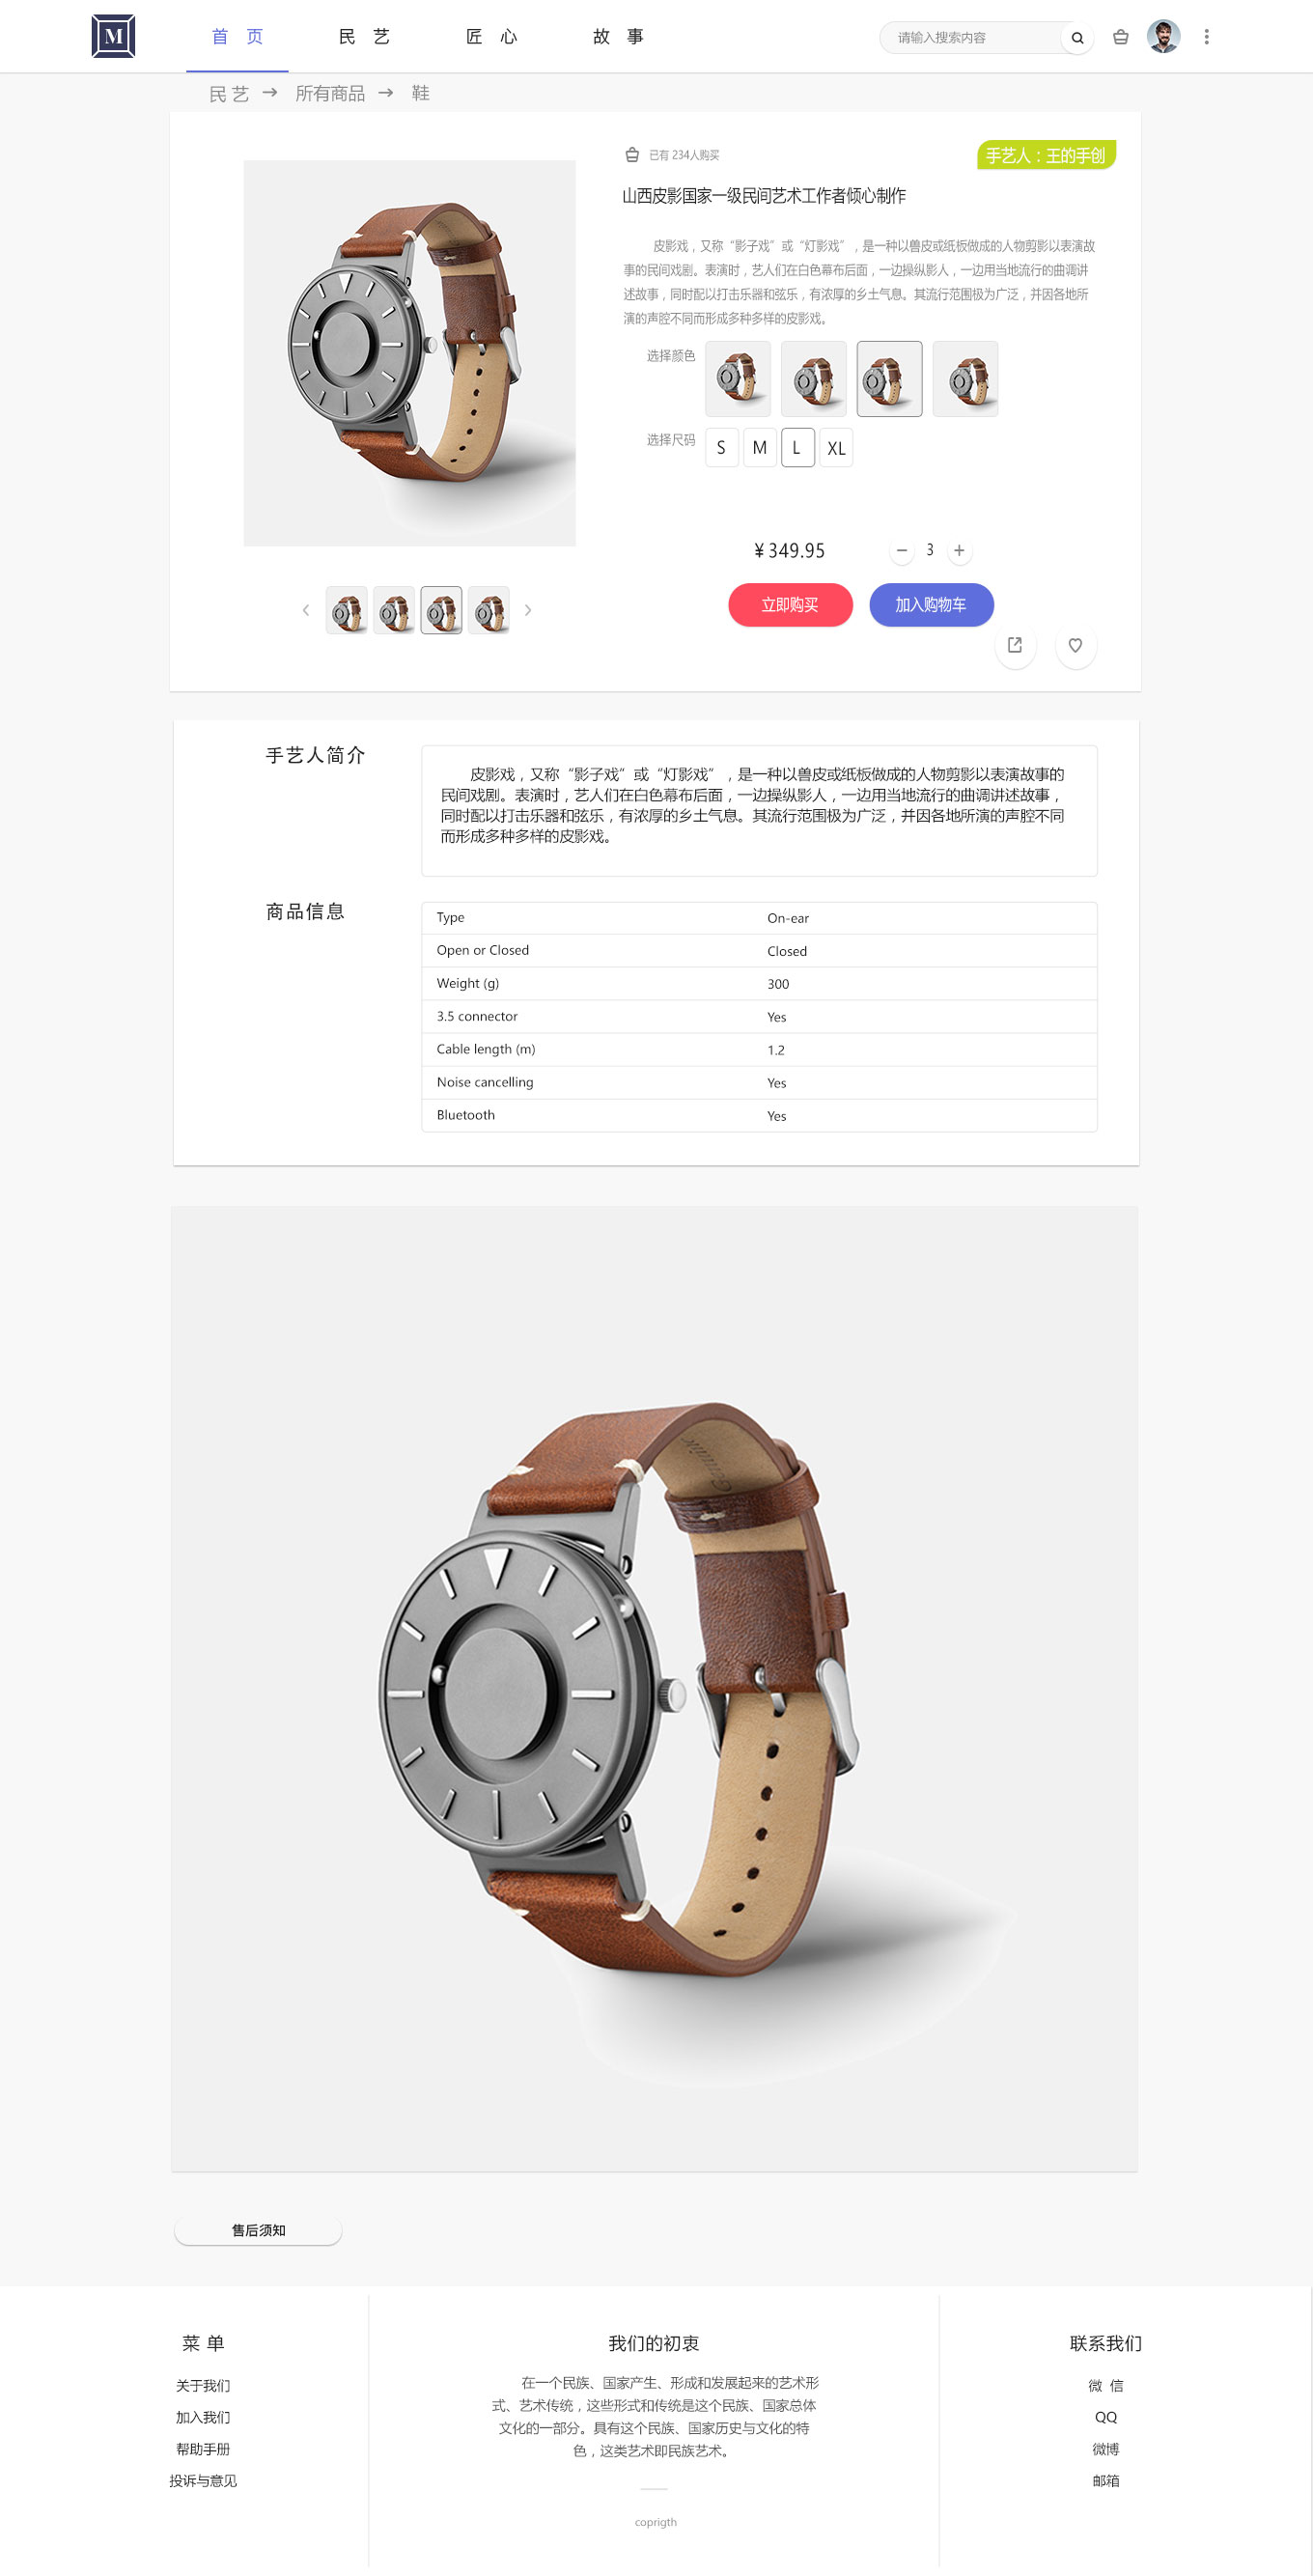 M
首 页 民 艺 匠 心 故 事 请输入搜索内容
民 艺 → 所有商品 → 鞋
已有 234人购买
手艺人：王的手创
山西皮影国家一级民间艺术工作者倾心制作
皮影戏，又称“影子戏”或“灯影戏”，是一种以兽皮或纸板做成的人物剪影以表演故
事的民间戏剧。表演时，艺人们在白色幕布后面，一边操纵影人，一边用当地流行的曲调讲
述故事，同时配以打击乐器和弦乐，有浓厚的乡土气息。其流行范围极为广泛，并因各地所
演的声腔不同而形成多种多样的皮影戏。
选择颜色
选择尺码 S M L XL
¥ 349.95 − 3 +
立即购买 加入购物车
手艺人简介
皮影戏，又称“影子戏”或“灯影戏”，是一种以兽皮或纸板做成的人物剪影以表演故事的
民间戏剧。表演时，艺人们在白色幕布后面，一边操纵影人，一边用当地流行的曲调讲述故事，
同时配以打击乐器和弦乐，有浓厚的乡土气息。其流行范围极为广泛，并因各地所演的声腔不同
而形成多种多样的皮影戏。
商品信息
Type On-ear
Open or Closed Closed
Weight (g) 300
3.5 connector Yes
Cable length (m) 1.2
Noise cancelling Yes
Bluetooth Yes
售后须知
菜 单
关于我们
加入我们
帮助手册
投诉与意见
我们的初衷
在一个民族、国家产生、形成和发展起来的艺术形
式、艺术传统，这些形式和传统是这个民族、国家总体
文化的一部分。具有这个民族、国家历史与文化的特
色，这类艺术即民族艺术。
coprigth
联系我们
微 信
QQ
微博
邮箱